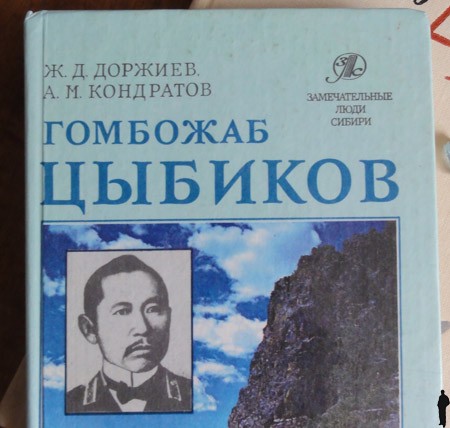 Ж. Д. ДОРЖИЕВ.
А. М. КОНДРАТОВ
ЗАМЕЧАТЕЛЬНЫЕ
ЛЮДИ
СИБИРИ
ГОМБОЖАБ
ЦЫБИКОВ